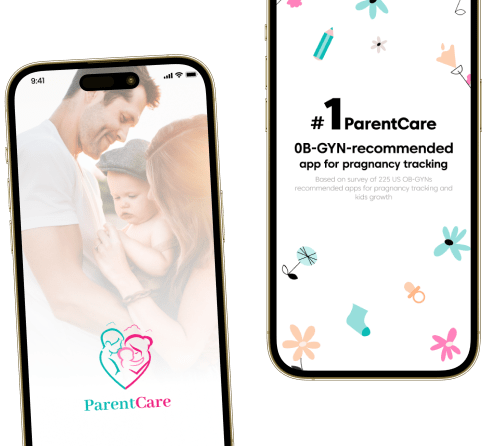 9:41
ParentCare
#1 ParentCare
0B-GYN-recommended
app for pragnancy tracking
Based on survey of 225 US OB-GYNs
recommended apps for pragnancy tracking and
kids growth